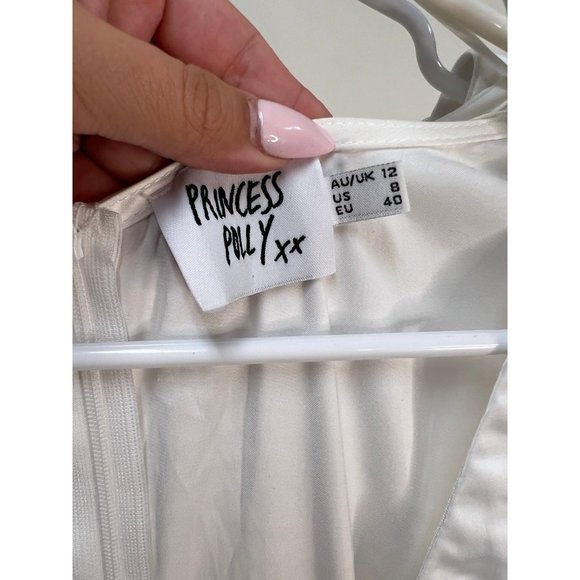 PRINCESS
POLLY xx
AU/UK 12
US 8
EU 40